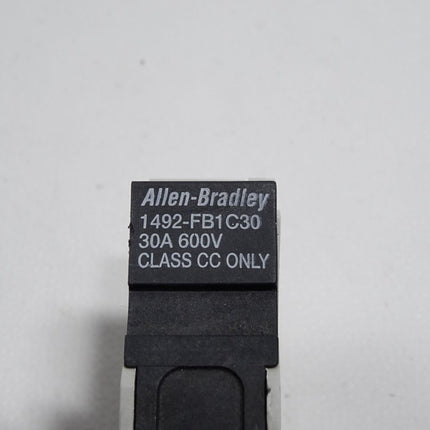 Allen-Bradley
1492-FB1C30
30A 600V
CLASS CC ONLY